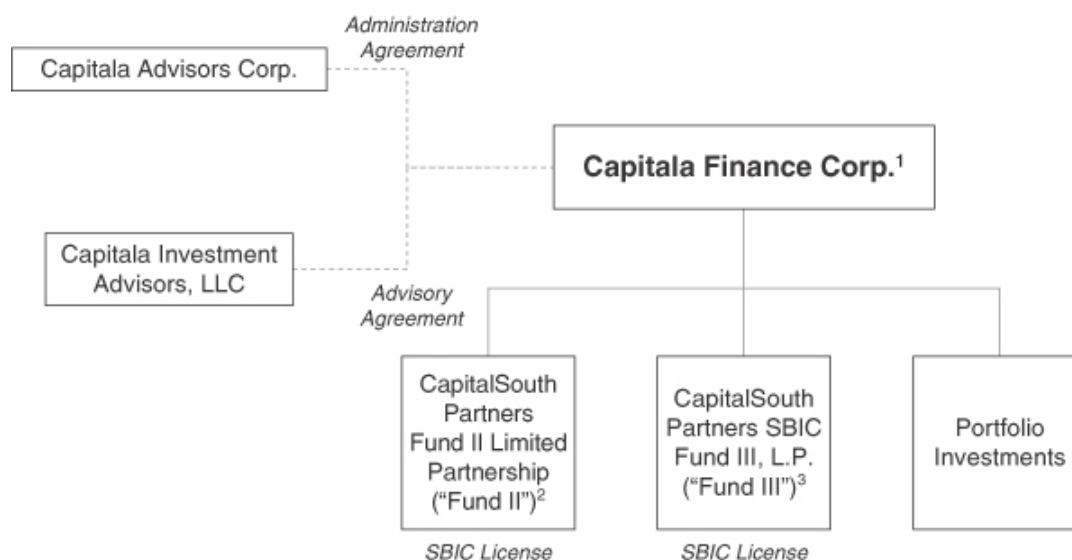 Administration
Agreement
Capitala Advisors Corp.
Capitala Finance Corp.¹
Capitala Investment
Advisors, LLC
Advisory
Agreement
CapitalSouth
Partners
Fund II Limited
Partnership
(“Fund II”)²
SBIC License
CapitalSouth
Partners SBIC
Fund III, L.P.
(“Fund III”)³
SBIC License
Portfolio
Investments